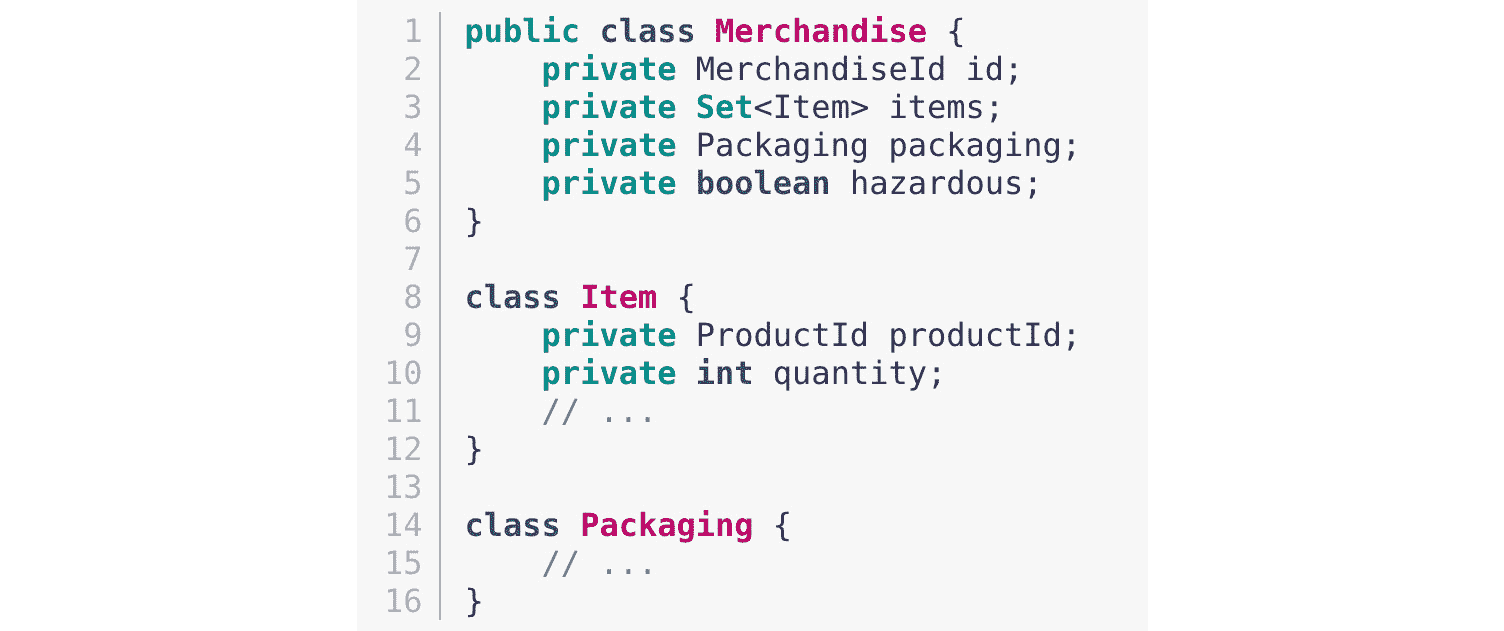 1 public class Merchandise {
2     private MerchandiseId id;
3     private Set<Item> items;
4     private Packaging packaging;
5     private boolean hazardous;
6 }
7
8 class Item {
9     private ProductId productId;
10     private int quantity;
11     // ...
12 }
13
14 class Packaging {
15     // ...
16 }